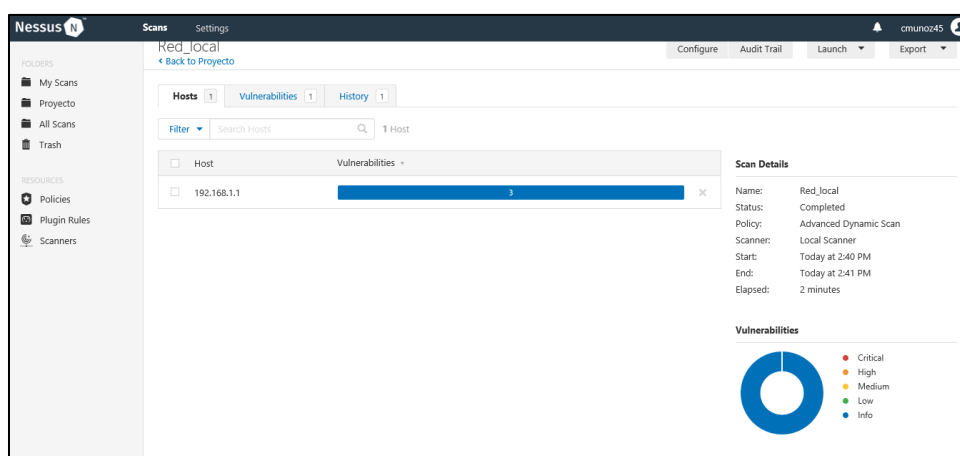 Nessus N Scans Settings cmunoz45
Red_local
Configure Audit Trail Launch Export
Back to Proyecto
FOLDERS
My Scans
Proyecto
All Scans
Trash
RESOURCES
Policies
Plugin Rules
Scanners
Hosts 1 Vulnerabilities 1 History 1
Filter Search Hosts 1 Host
Host Vulnerabilities
192.168.1.1 3
Scan Details
Name: Red_local
Status: Completed
Policy: Advanced Dynamic Scan
Scanner: Local Scanner
Start: Today at 2:40 PM
End: Today at 2:41 PM
Elapsed: 2 minutes
Vulnerabilities
Critical
High
Medium
Low
Info